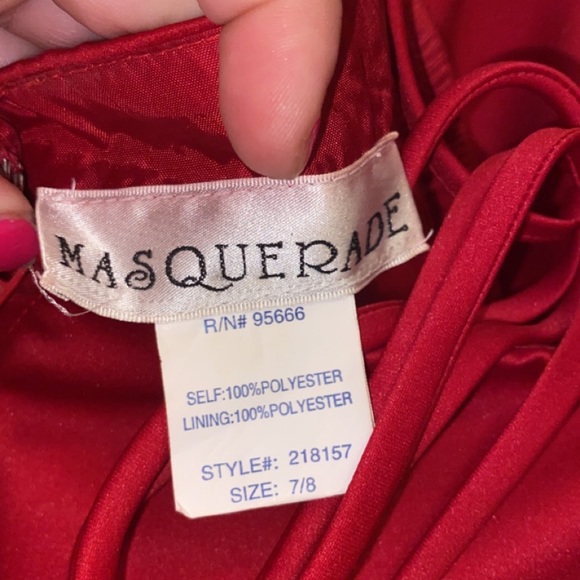 MASQUERADE
R/N# 95666
SELF:100%POLYESTER
LINING:100%POLYESTER
STYLE#: 218157
SIZE: 7/8